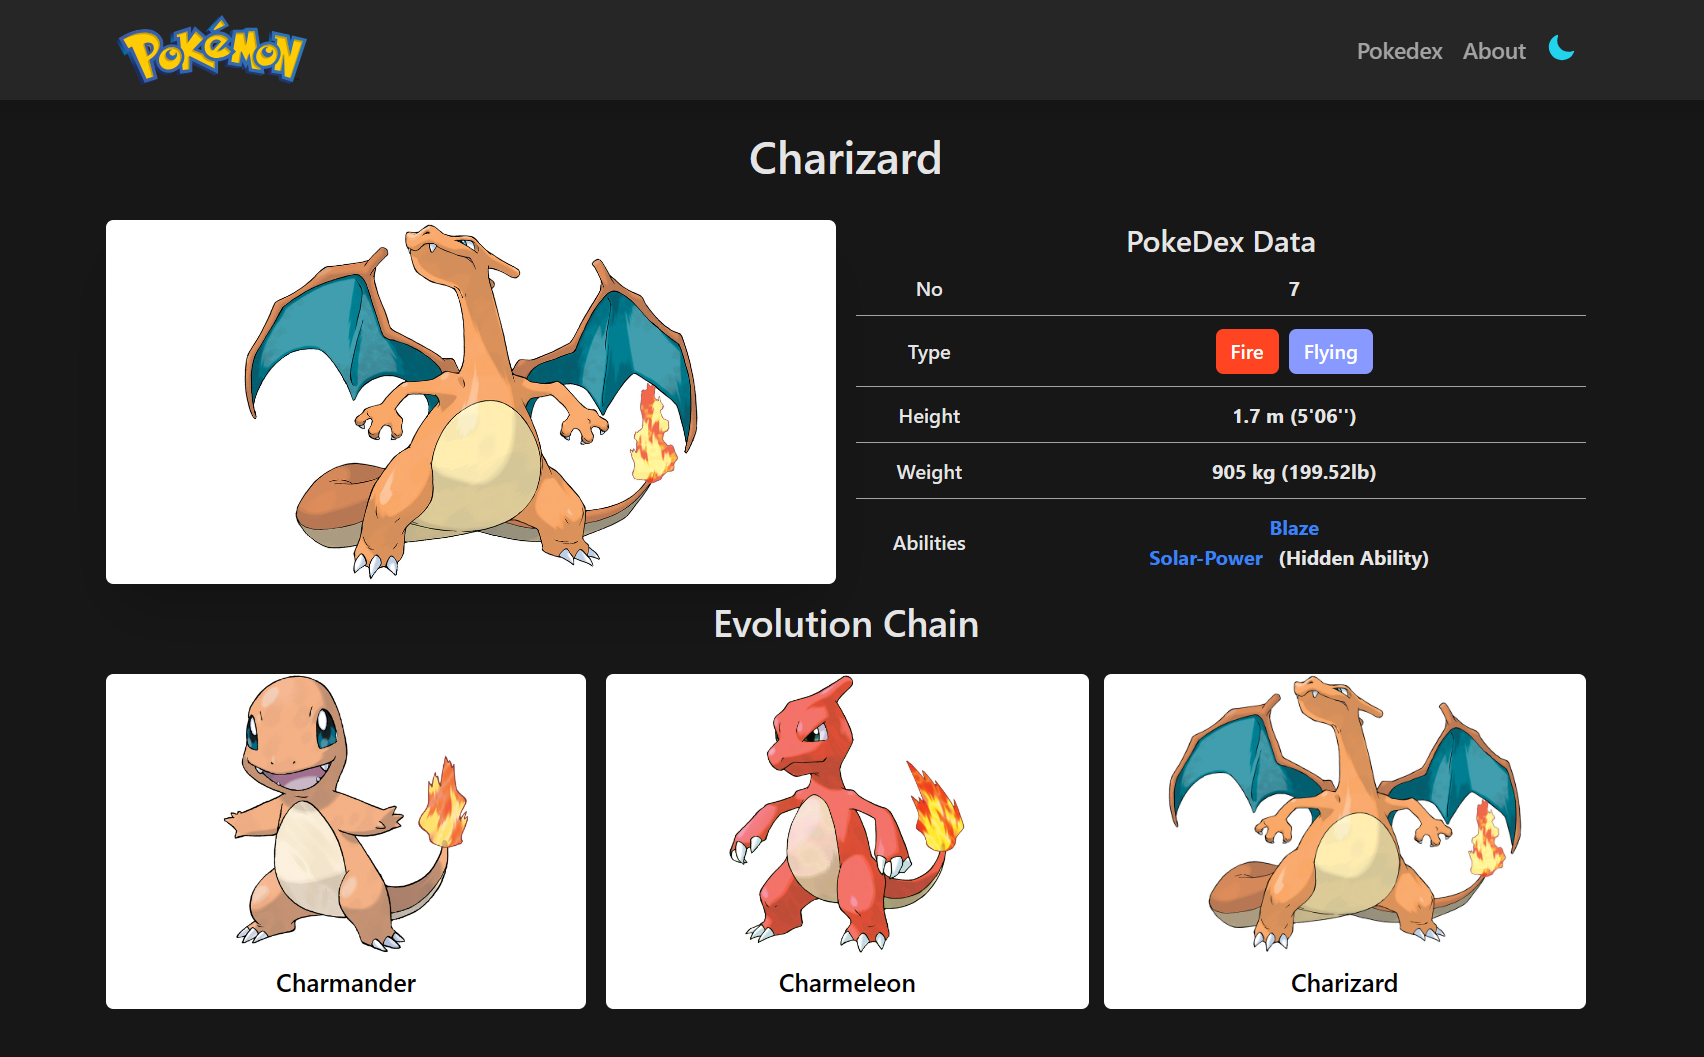 POKéMON
Pokedex About
Charizard
PokeDex Data
No 7
Type Fire Flying
Height 1.7 m (5'06'')
Weight 905 kg (199.52lb)
Abilities Blaze
Solar-Power (Hidden Ability)
Evolution Chain
Charmander Charmeleon Charizard